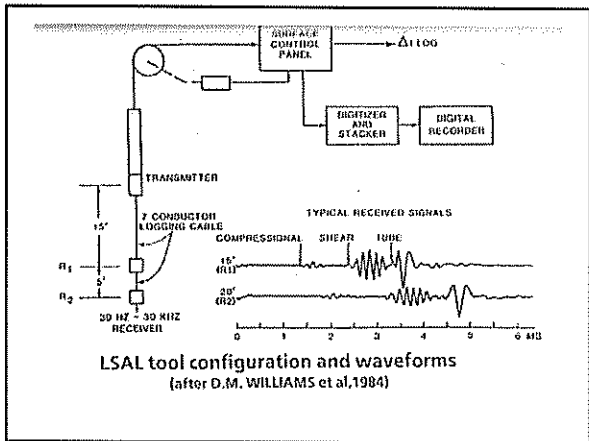 SURFACE
CONTROL
PANEL
DIGITIZER
AND
STACKER
DIGITAL
RECORDER
TRANSMITTER
15'
7 CONDUCTOR
LOGGING CABLE
TYPICAL RECEIVED SIGNALS
COMPRESSIONAL SHEAR TUBE
R1
5'
R2
15'
(R1)
20'
(R2)
30 HZ - 30 KHZ
RECEIVER
0 1 2 3 4 5 6 MS
LSAL tool configuration and waveforms
(after D.M. WILLIAMS et al,1984)